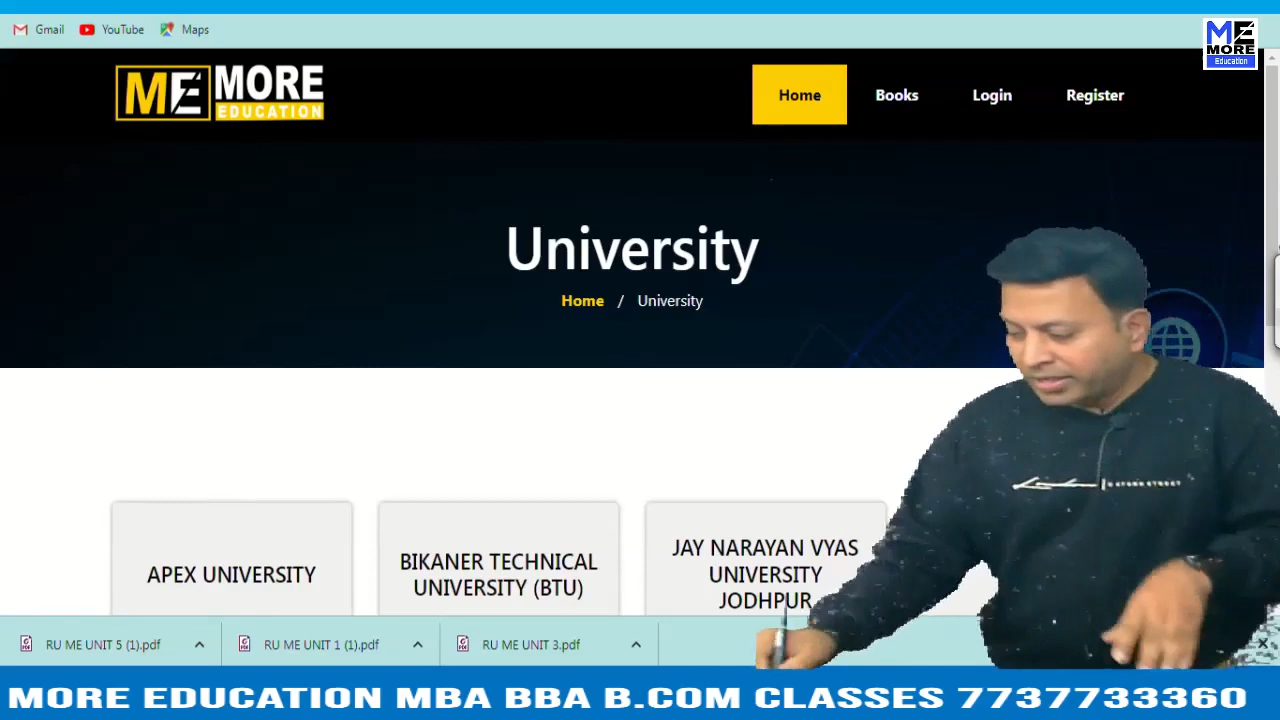 Gmail YouTube Maps
ME MORE Education
ME MORE EDUCATION
Home Books Login Register
University
Home / University
APEX UNIVERSITY
BIKANER TECHNICAL UNIVERSITY (BTU)
JAY NARAYAN VYAS UNIVERSITY JODHPUR
RU ME UNIT 5 (1).pdf RU ME UNIT 1 (1).pdf RU ME UNIT 3.pdf
MORE EDUCATION MBA BBA B.COM CLASSES 7737733360